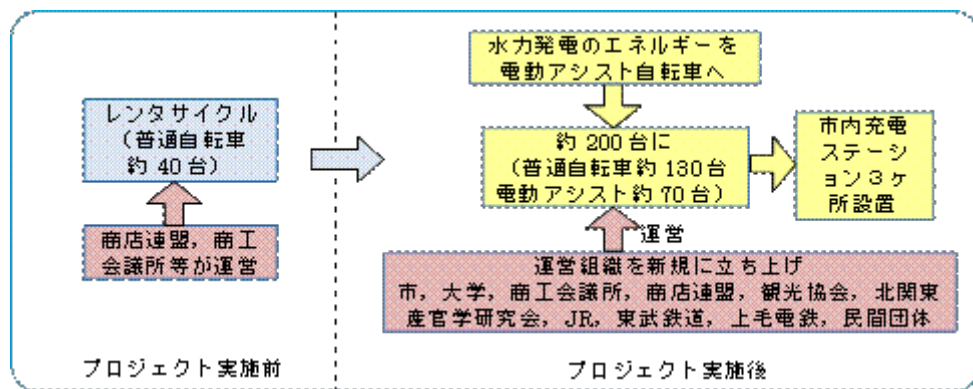 レンタサイクル
（普通自転車
約40台）
商店連盟，商工
会議所等が運営
プロジェクト実施前
水力発電のエネルギーを
電動アシスト自転車へ
約200台に
（普通自転車約130台
電動アシスト約70台）
市内充電
ステーシ
ョン３ヶ
所設置
運営
運営組織を新規に立ち上げ
市，大学，商工会議所，商店連盟，観光協会，北関東
産官学研究会，JR，東武鉄道，上毛電鉄，民間団体
プロジェクト実施後